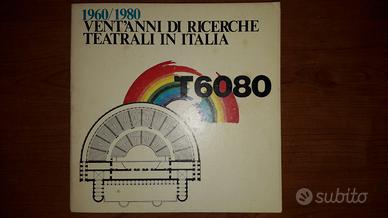 1960/1980
VENT'ANNI DI RICERCHE
TEATRALI IN ITALIA
T6080
subito